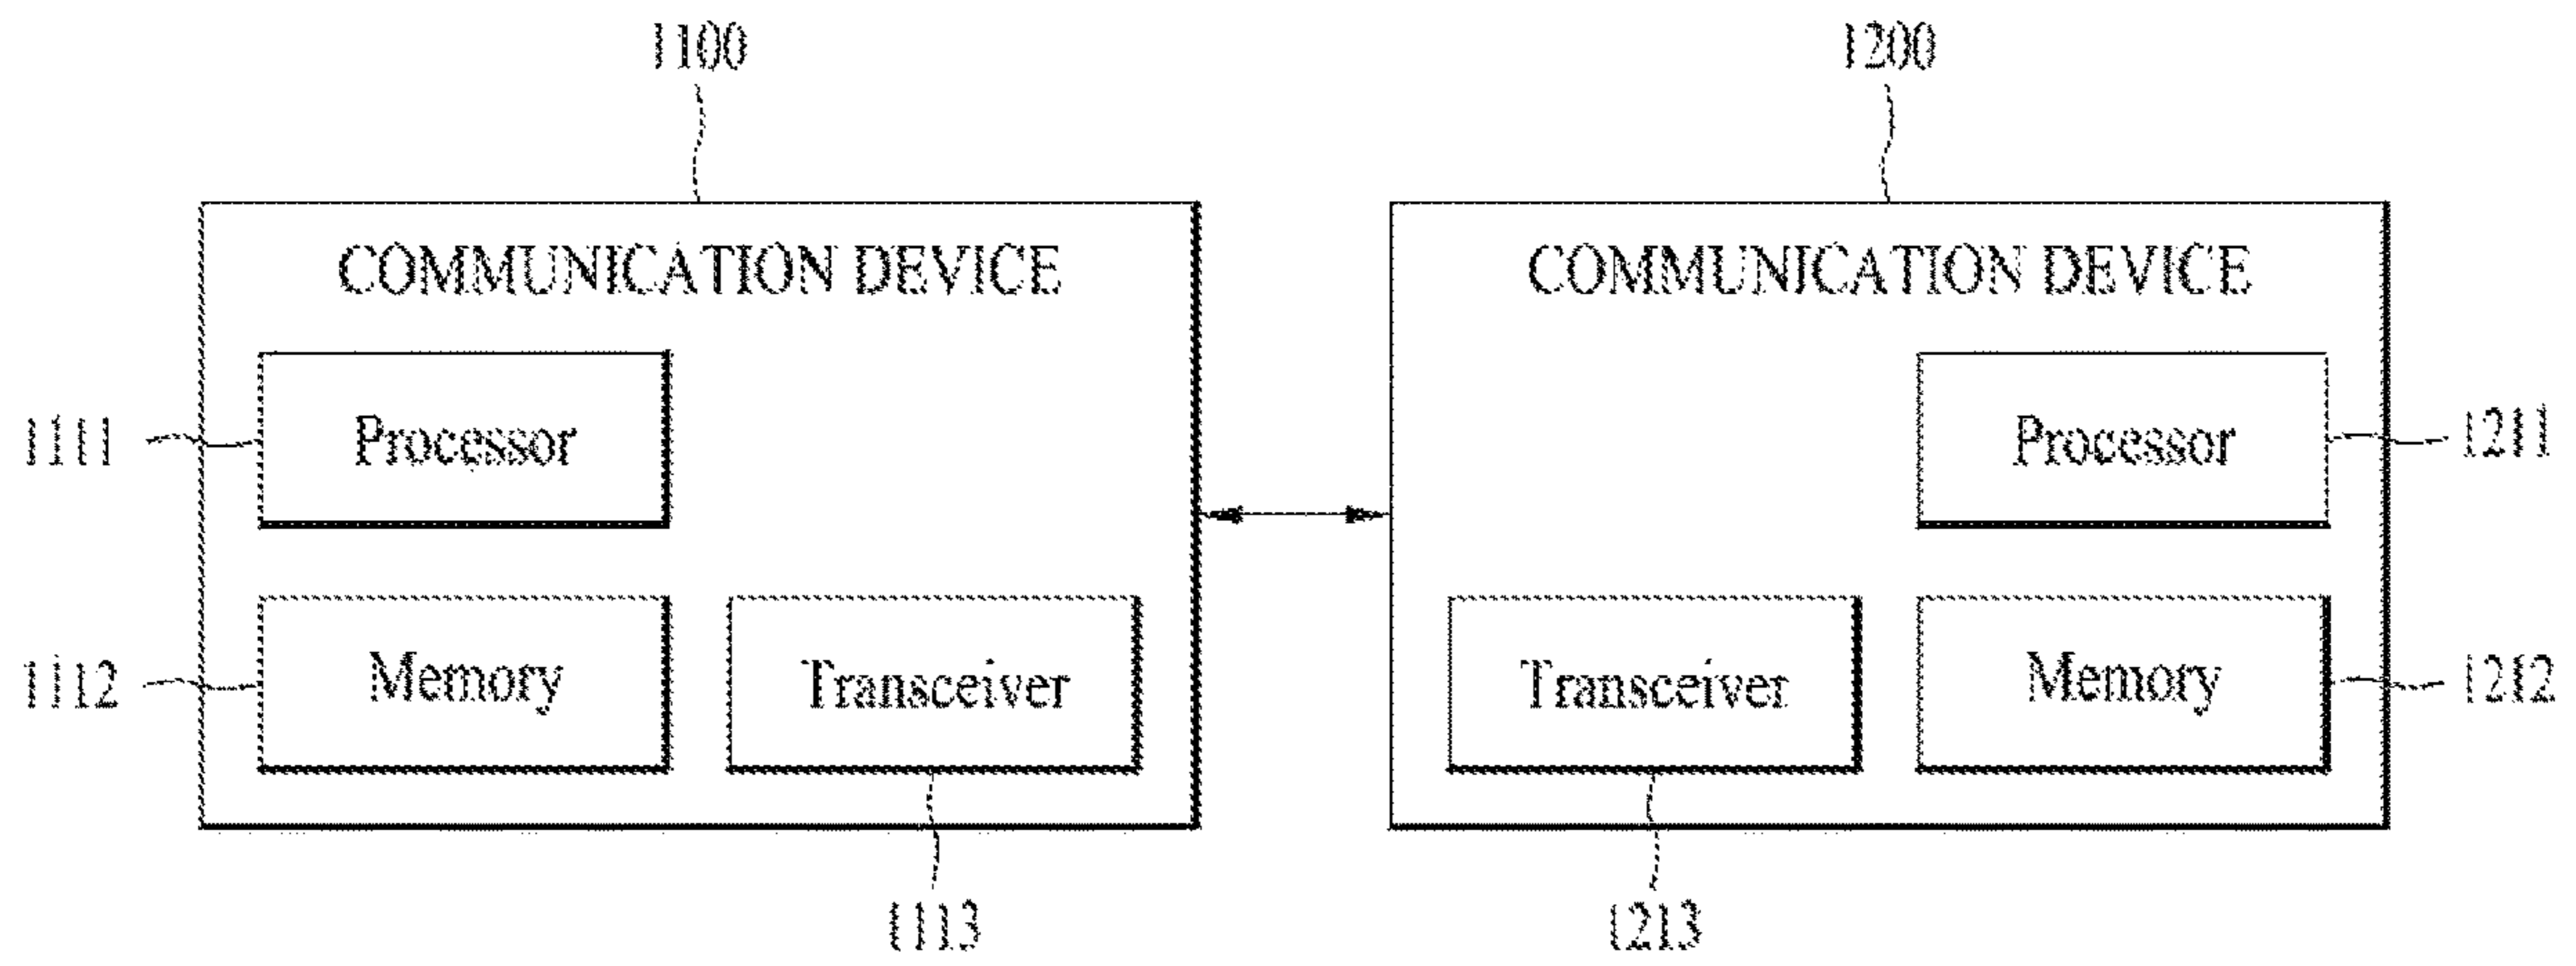 1100
1200
COMMUNICATION DEVICE
COMMUNICATION DEVICE
Processor
Processor
1111
1211
Memory
Transceiver
Transceiver
Memory
1112
1212
1113
1213